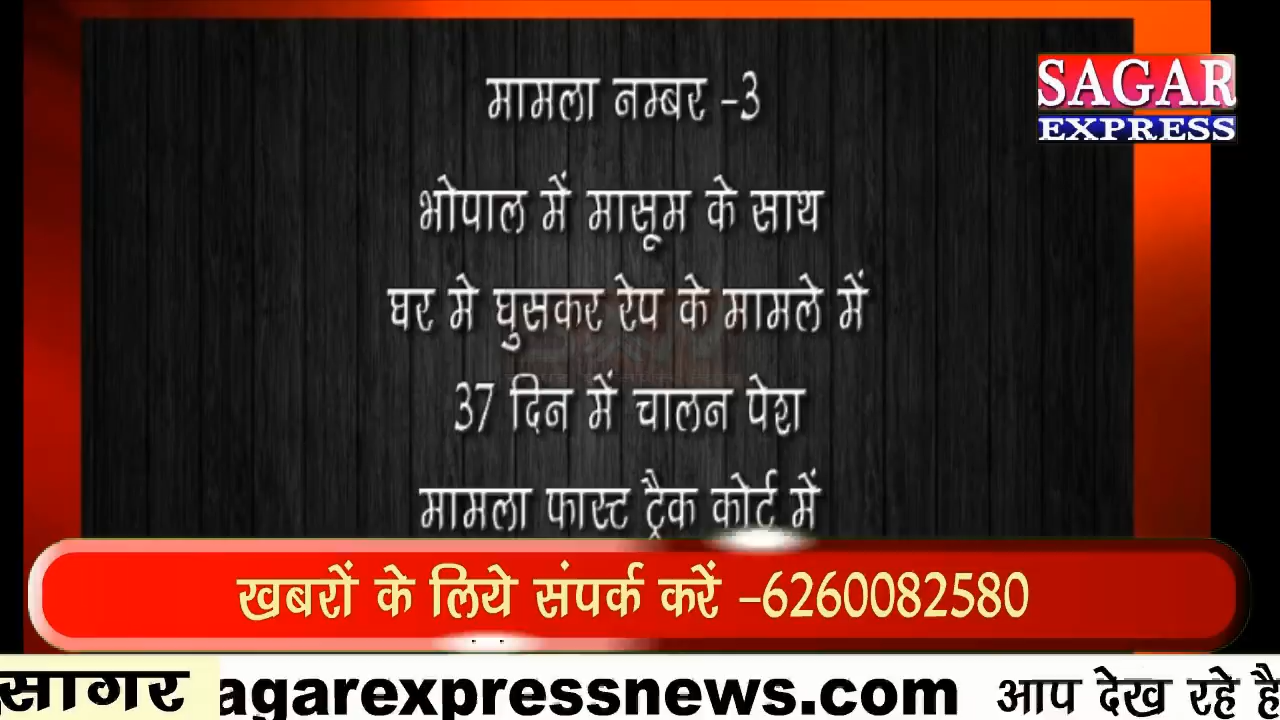 मामला नम्बर -3
SAGAR
EXPRESS
भोपाल में मासूम के साथ
घर मे घुसकर रेप के मामले में
37 दिन में चालन पेश
मामला फास्ट ट्रैक कोर्ट में
खबरों के लिये संपर्क करें -6260082580
सागर agarexpressnews.com आप देख रहे है